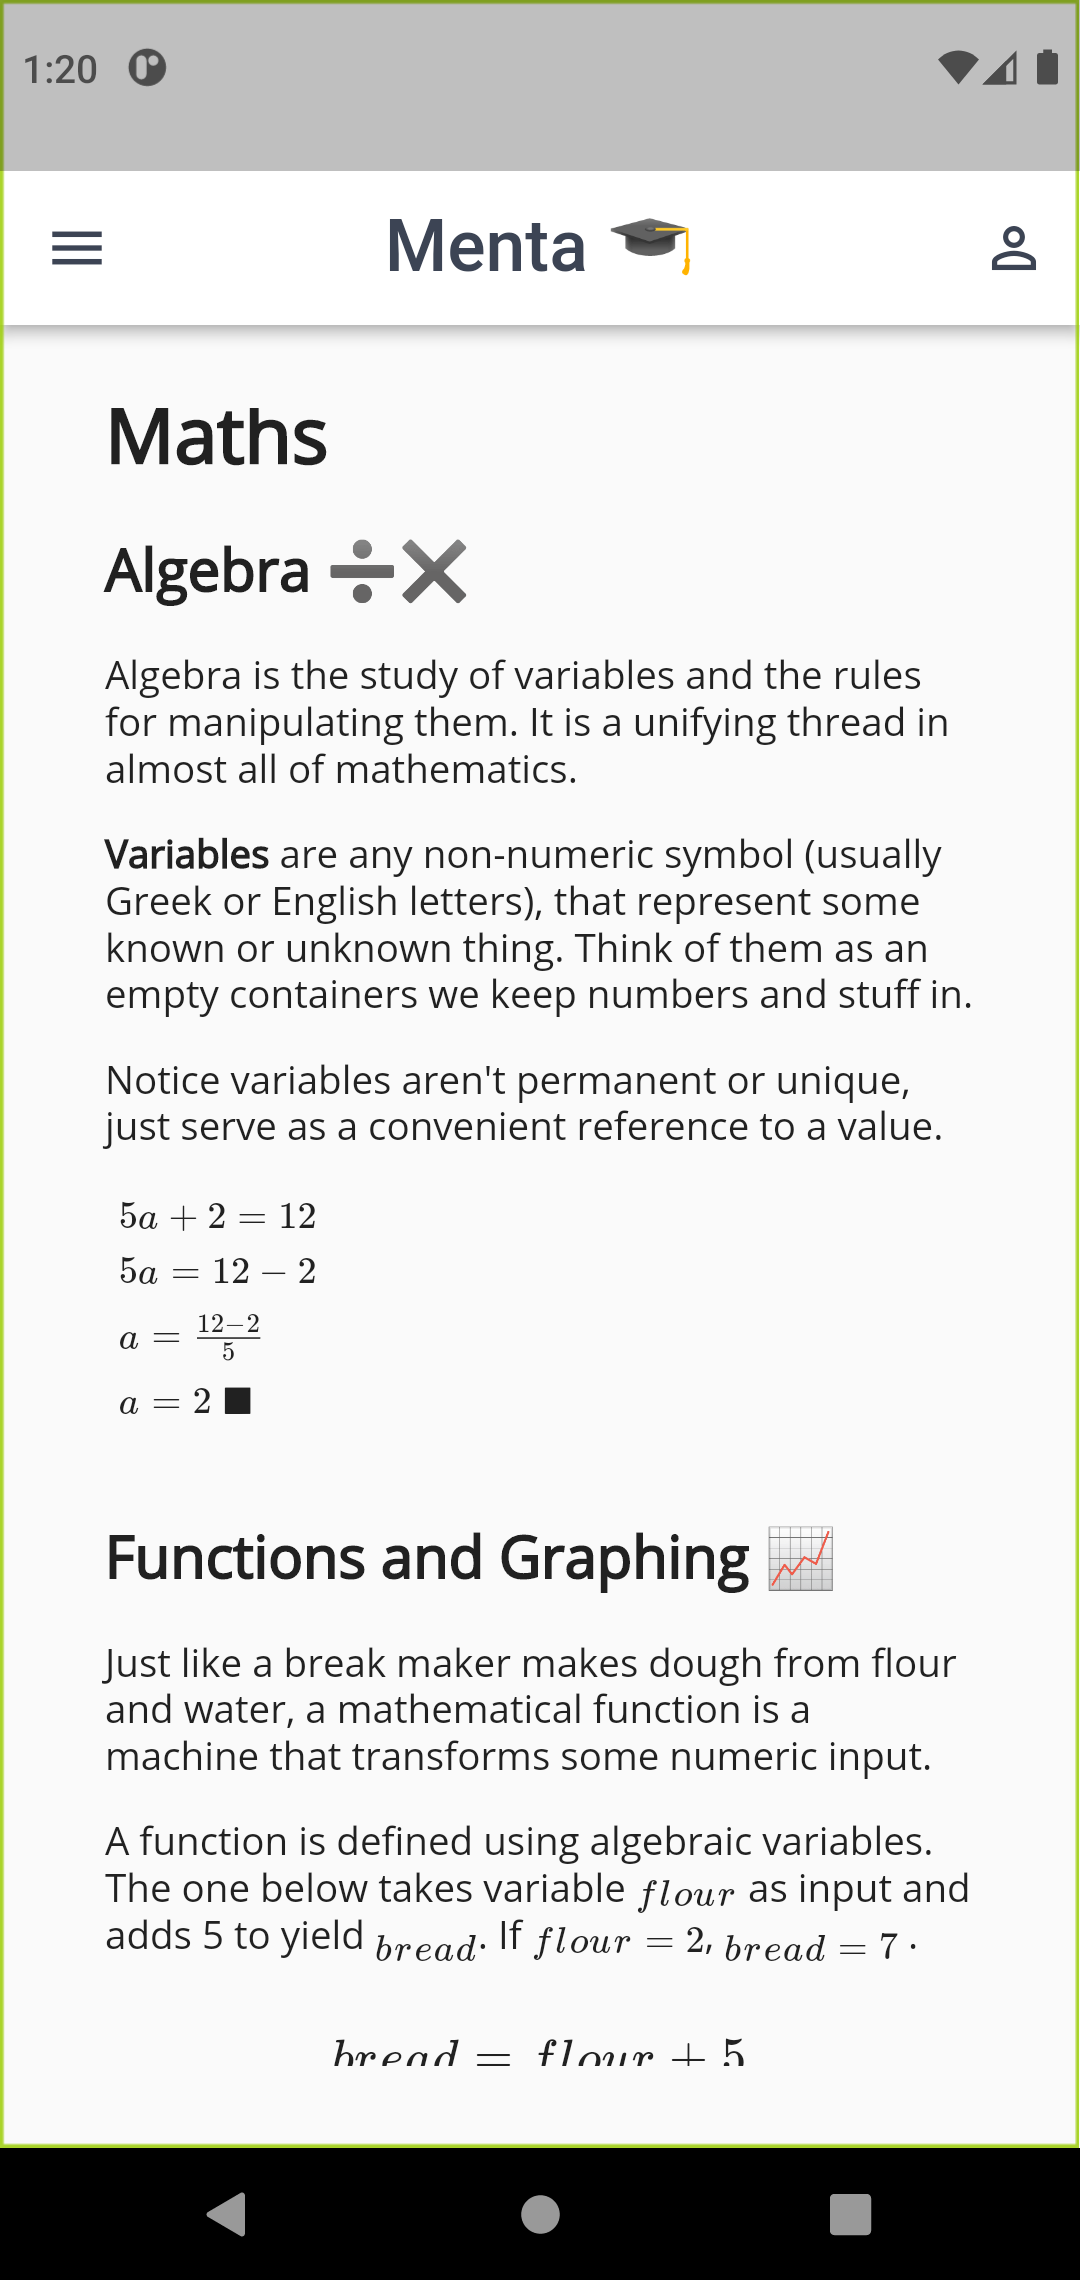 1:20
Menta 🎓
Maths
Algebra ➗✖
Algebra is the study of variables and the rules
for manipulating them. It is a unifying thread in
almost all of mathematics.
Variables are any non-numeric symbol (usually
Greek or English letters), that represent some
known or unknown thing. Think of them as an
empty containers we keep numbers and stuff in.
Notice variables aren't permanent or unique,
just serve as a convenient reference to a value.
5a + 2 = 12
5a = 12 − 2
a = \frac{12−2}{5}
a = 2 ■
Functions and Graphing 📈
Just like a break maker makes dough from flour
and water, a mathematical function is a
machine that transforms some numeric input.
A function is defined using algebraic variables.
The one below takes variable flour as input and
adds 5 to yield bread. If flour = 2, bread = 7 .
bread = flour + 5